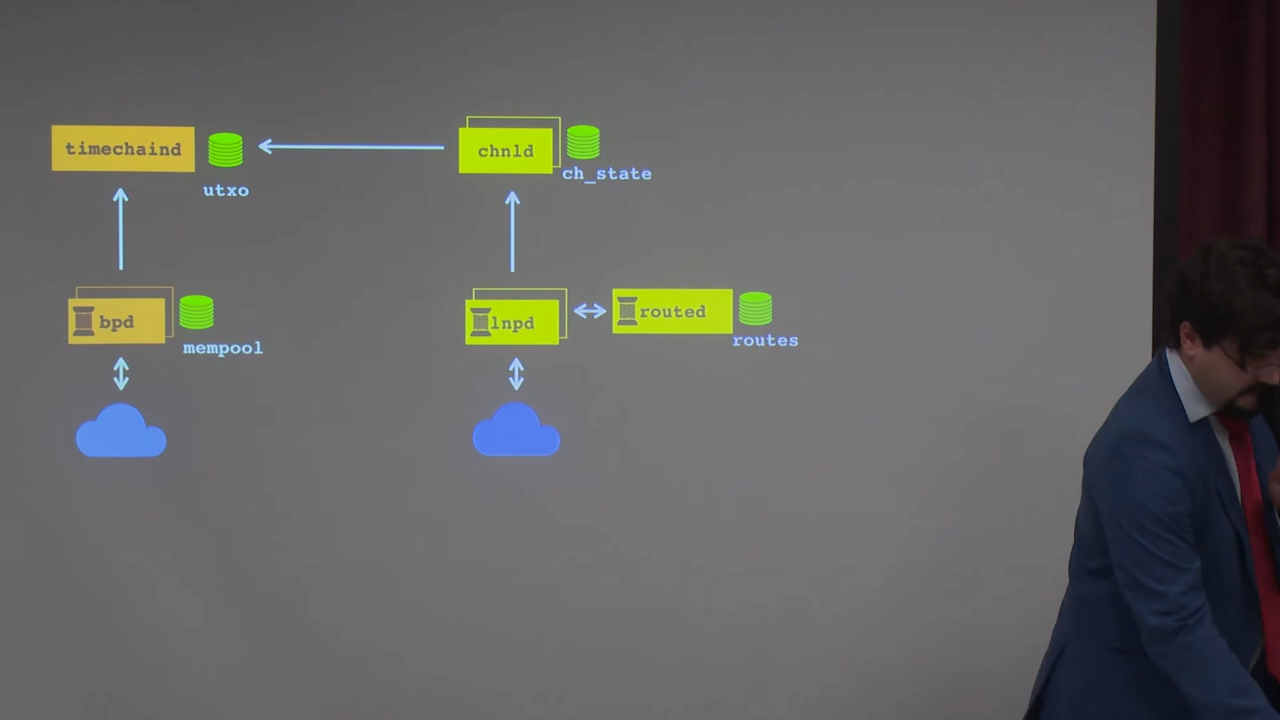 timechaind
utxo
chnld
ch_state
bpd
mempool
lnpd
routed
routes